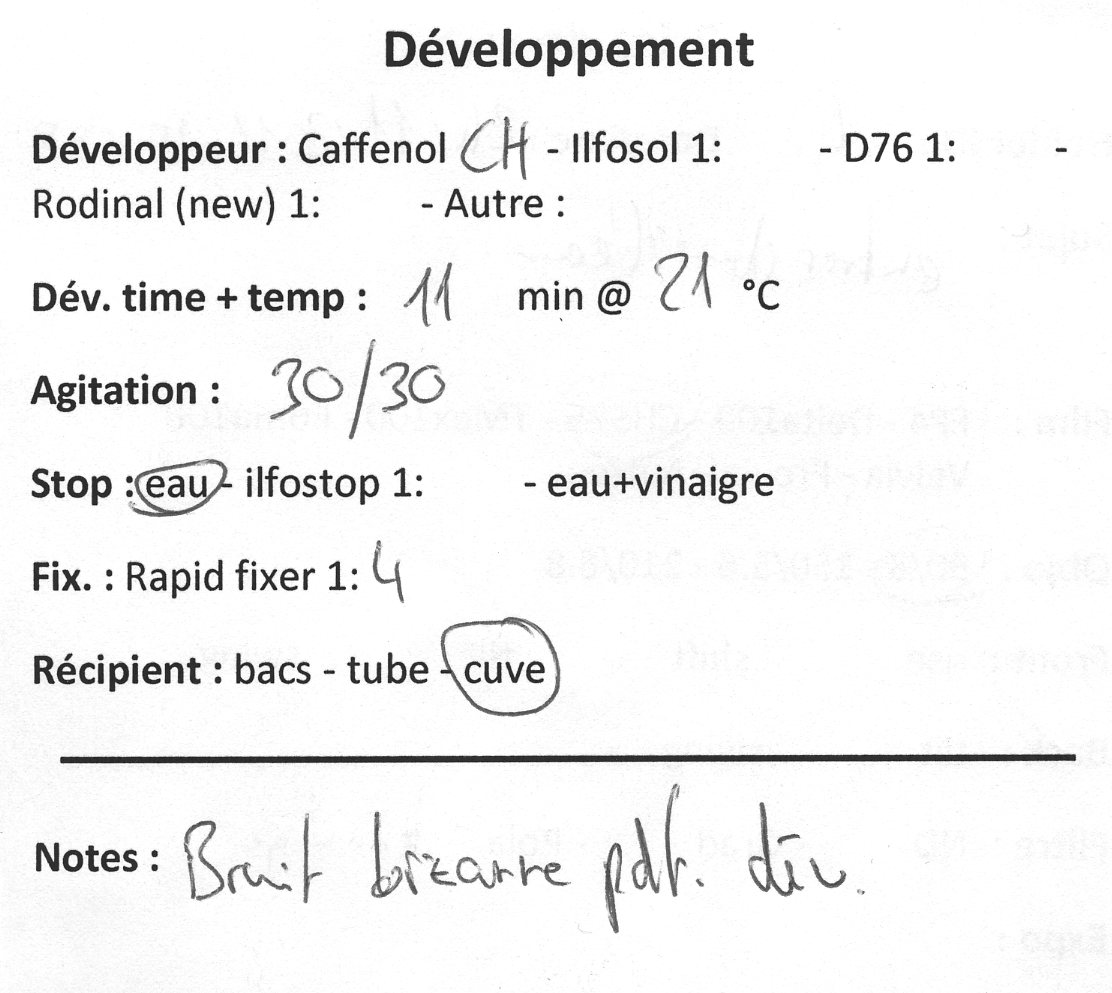 Développement
Développeur : Caffenol CH - Ilfosol 1: - D76 1: -
Rodinal (new) 1: - Autre :
Dév. time + temp : 11 min @ 21 °C
Agitation : 30/30
Stop : eau - ilfostop 1: - eau+vinaigre
Fix. : Rapid fixer 1: 4
Récipient : bacs - tube - cuve
Notes : Bruit bizarre pdt. dév.